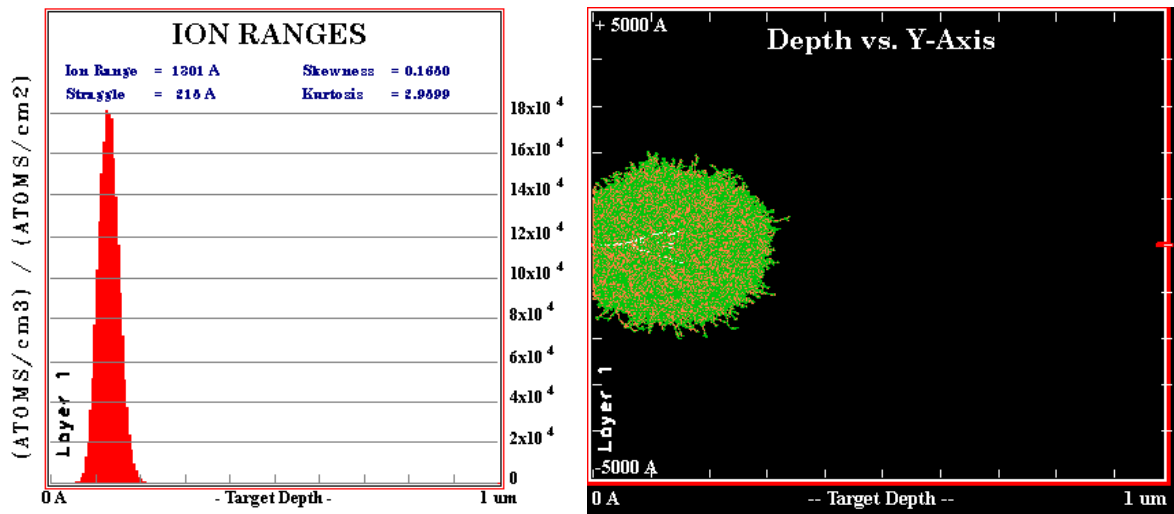 ION RANGES
Ion Range = 1301 A Skewness = 0.1650
Straggle = 215 A Kurtosis = 2.9599
(ATOMS/cm3) / (ATOMS/cm2)
18x10 4
16x10 4
14x10 4
12x10 4
10x10 4
8x10 4
6x10 4
4x10 4
2x10 4
0
Layer 1
0 A - Target Depth - 1 um
+ 5000 A
Depth vs. Y-Axis
Layer 1
-5000 A
0 A -- Target Depth -- 1 um